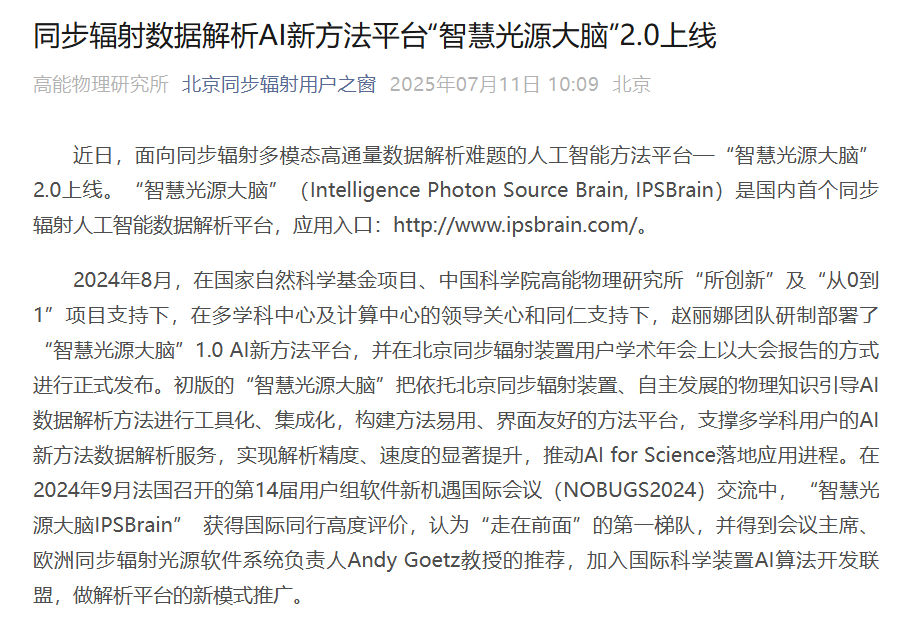 同步辐射数据解析AI新方法平台“智慧光源大脑”2.0上线
高能物理研究所 北京同步辐射用户之窗 2025年07月11日 10:09 北京
近日，面向同步辐射多模态高通量数据解析难题的人工智能方法平台—“智慧光源大脑”
2.0上线。“智慧光源大脑”（Intelligence Photon Source Brain, IPSBrain）是国内首个同步
辐射人工智能数据解析平台，应用入口：http://www.ipsbrain.com/。
2024年8月，在国家自然科学基金项目、中国科学院高能物理研究所“所创新”及“从0到
1”项目支持下，在多学科中心及计算中心的领导关心和同仁支持下，赵丽娜团队研制部署了
“智慧光源大脑”1.0 AI新方法平台，并在北京同步辐射装置用户学术年会上以大会报告的方式
进行正式发布。初版的“智慧光源大脑”把依托北京同步辐射装置、自主发展的物理知识引导AI
数据解析方法进行工具化、集成化，构建方法易用、界面友好的方法平台，支撑多学科用户的AI
新方法数据解析服务，实现解析精度、速度的显著提升，推动AI for Science落地应用进程。在
2024年9月法国召开的第14届用户组软件新机遇国际会议（NOBUGS2024）交流中，“智慧光
源大脑IPSBrain” 获得国际同行高度评价，认为“走在前面”的第一梯队，并得到会议主席、
欧洲同步辐射光源软件系统负责人Andy Goetz教授的推荐，加入国际科学装置AI算法开发联
盟，做解析平台的新模式推广。